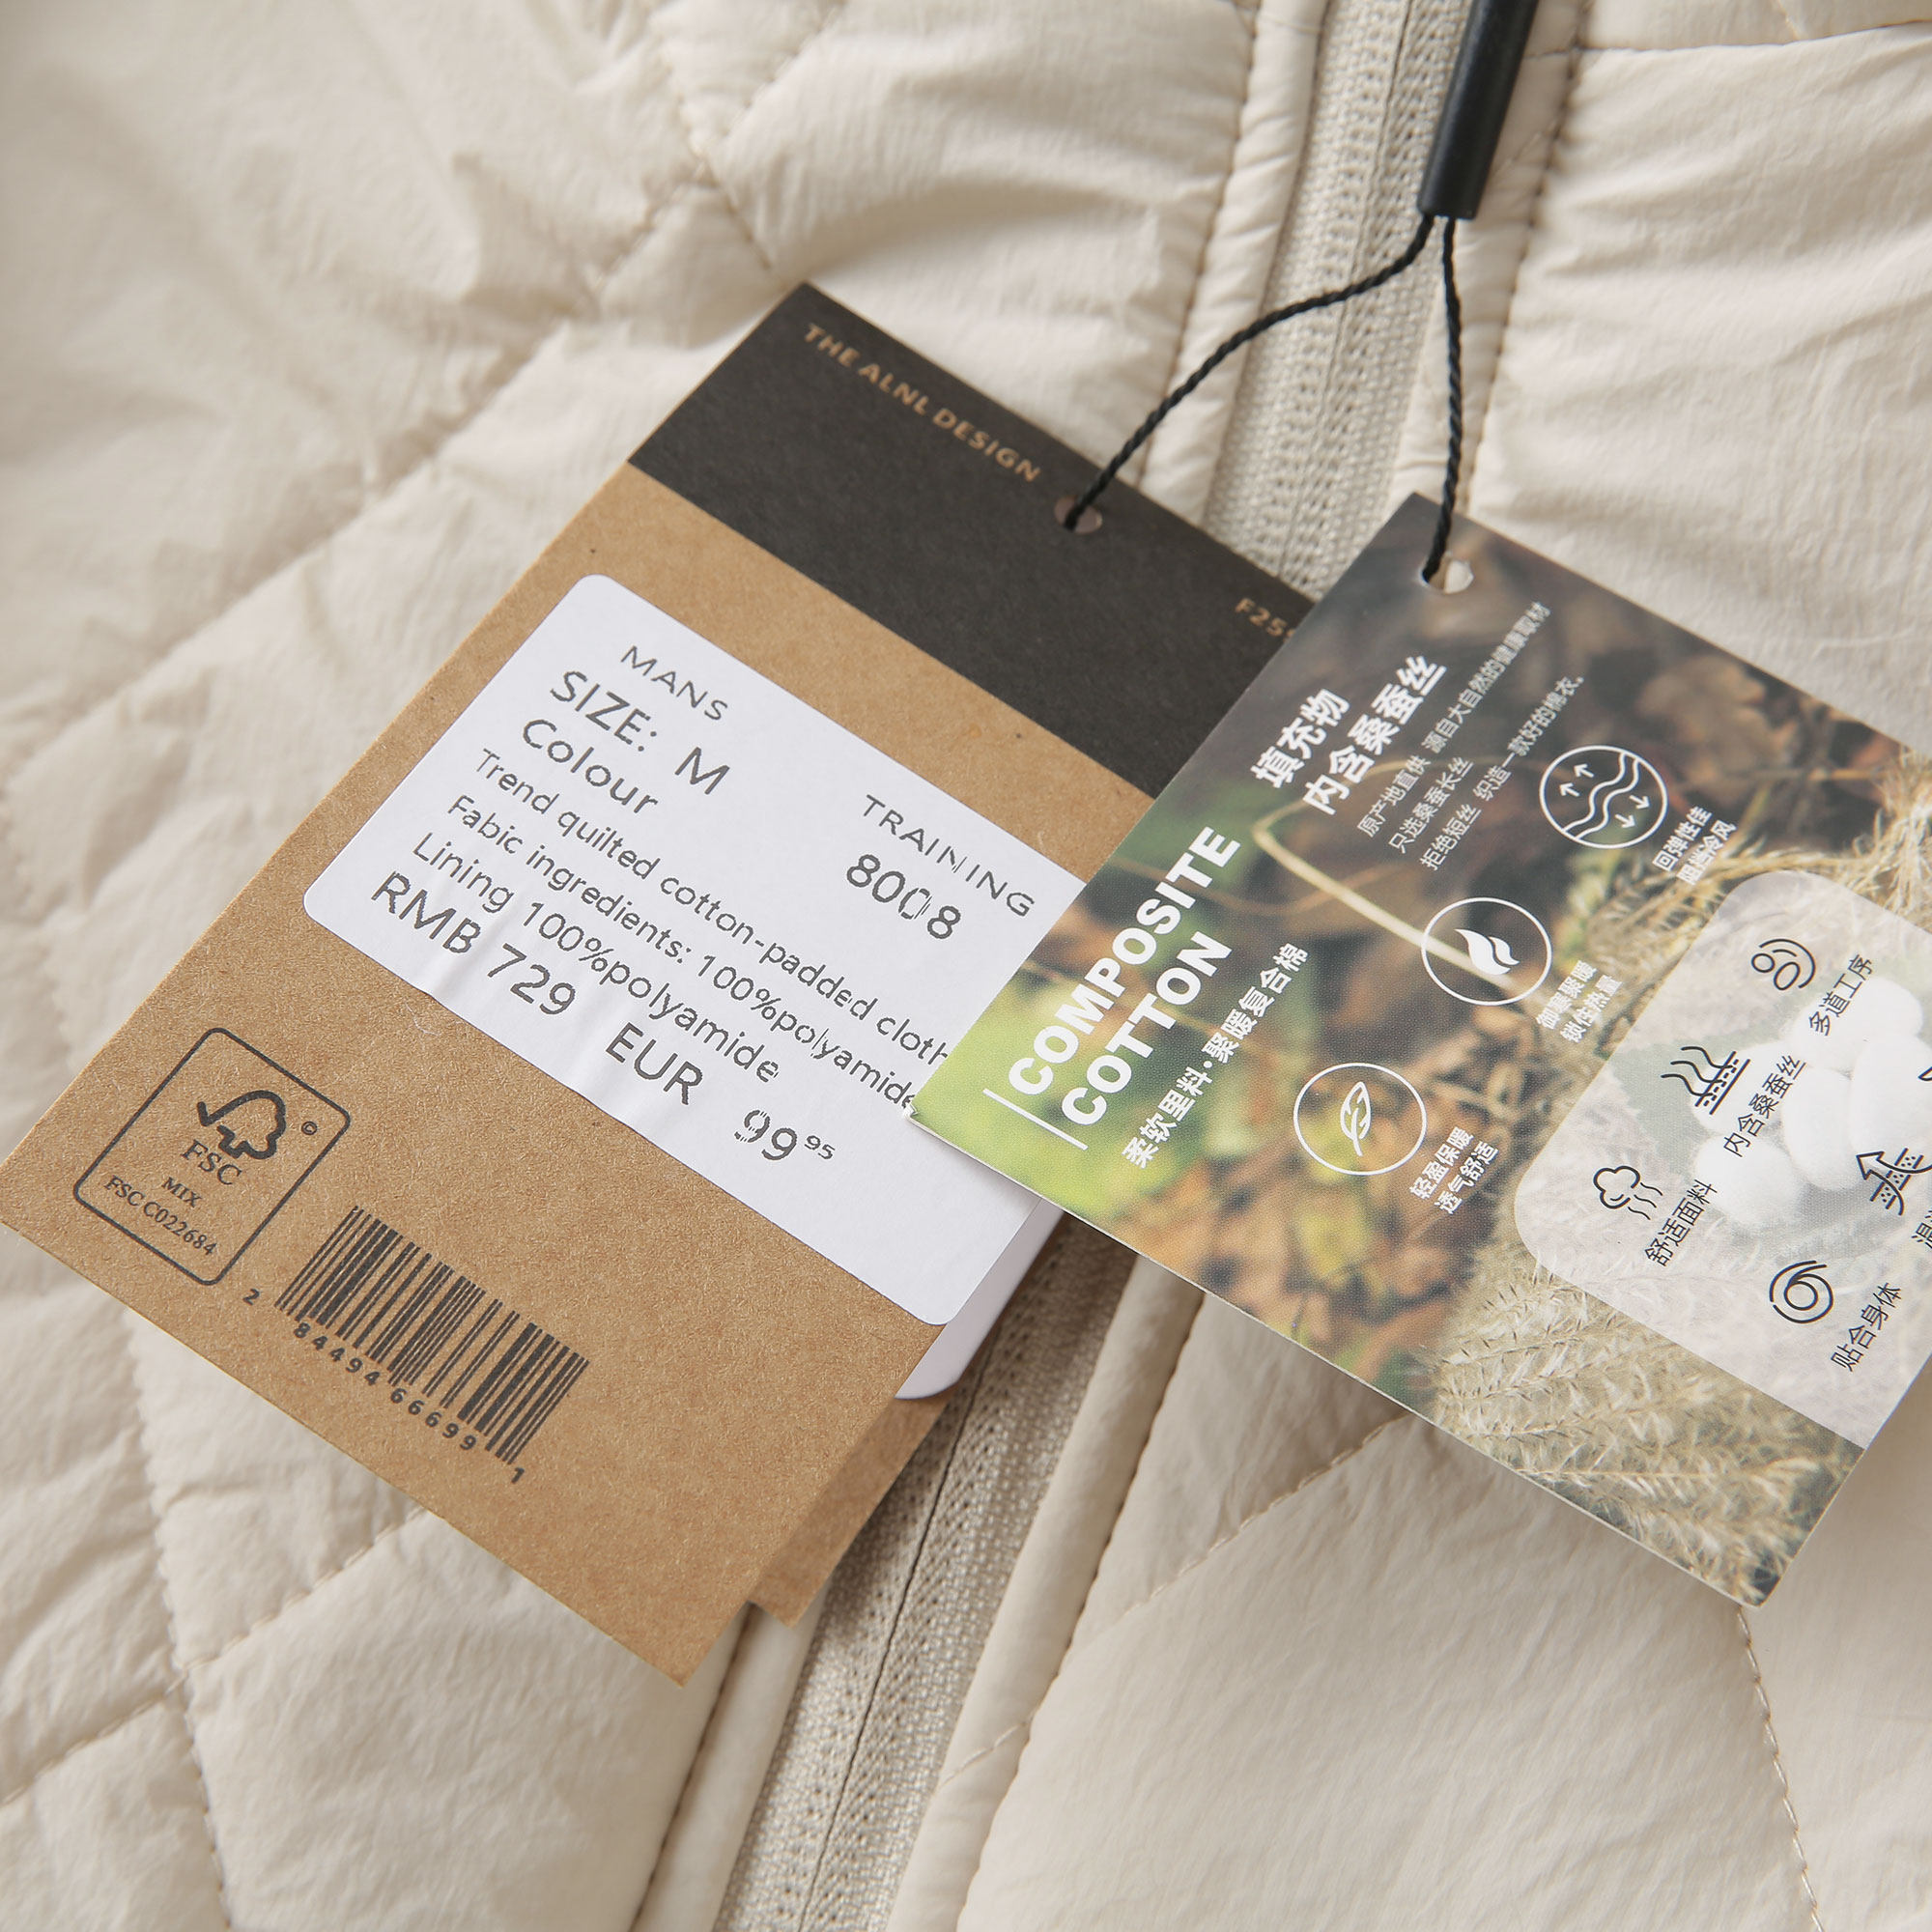 THE ALNL DESIGN
F25
MANS
TRAINING
SIZE: M
8008
Colour
Trend quilted cotton-padded cloth
Fabic ingredients: 100%polyamide
Lining 100%polyamide
RMB 729 EUR 99 95
FSC
MIX
FSC C022684
2 84494 66699 1
填充物
内含桑蚕丝
原产地直供 源自大自然的健康取材
只选桑蚕长丝
拒绝短丝 织造一款好的棉衣。
COMPOSITE
COTTON
柔软里料·聚暖复合棉
回弹性佳
阻挡冷风
锁住热量
轻盈保暖
透气舒适
多道工序
内含桑蚕丝
舒适面料
贴合身体